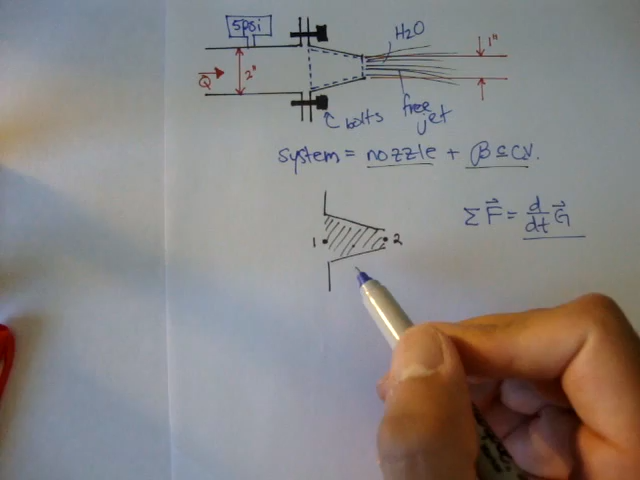 5psi
H2O
1"
2"
Q
bolts
free
jet
system = nozzle + β ⊆ CV.
ΣF⃗ = d/dt G⃗
1
2